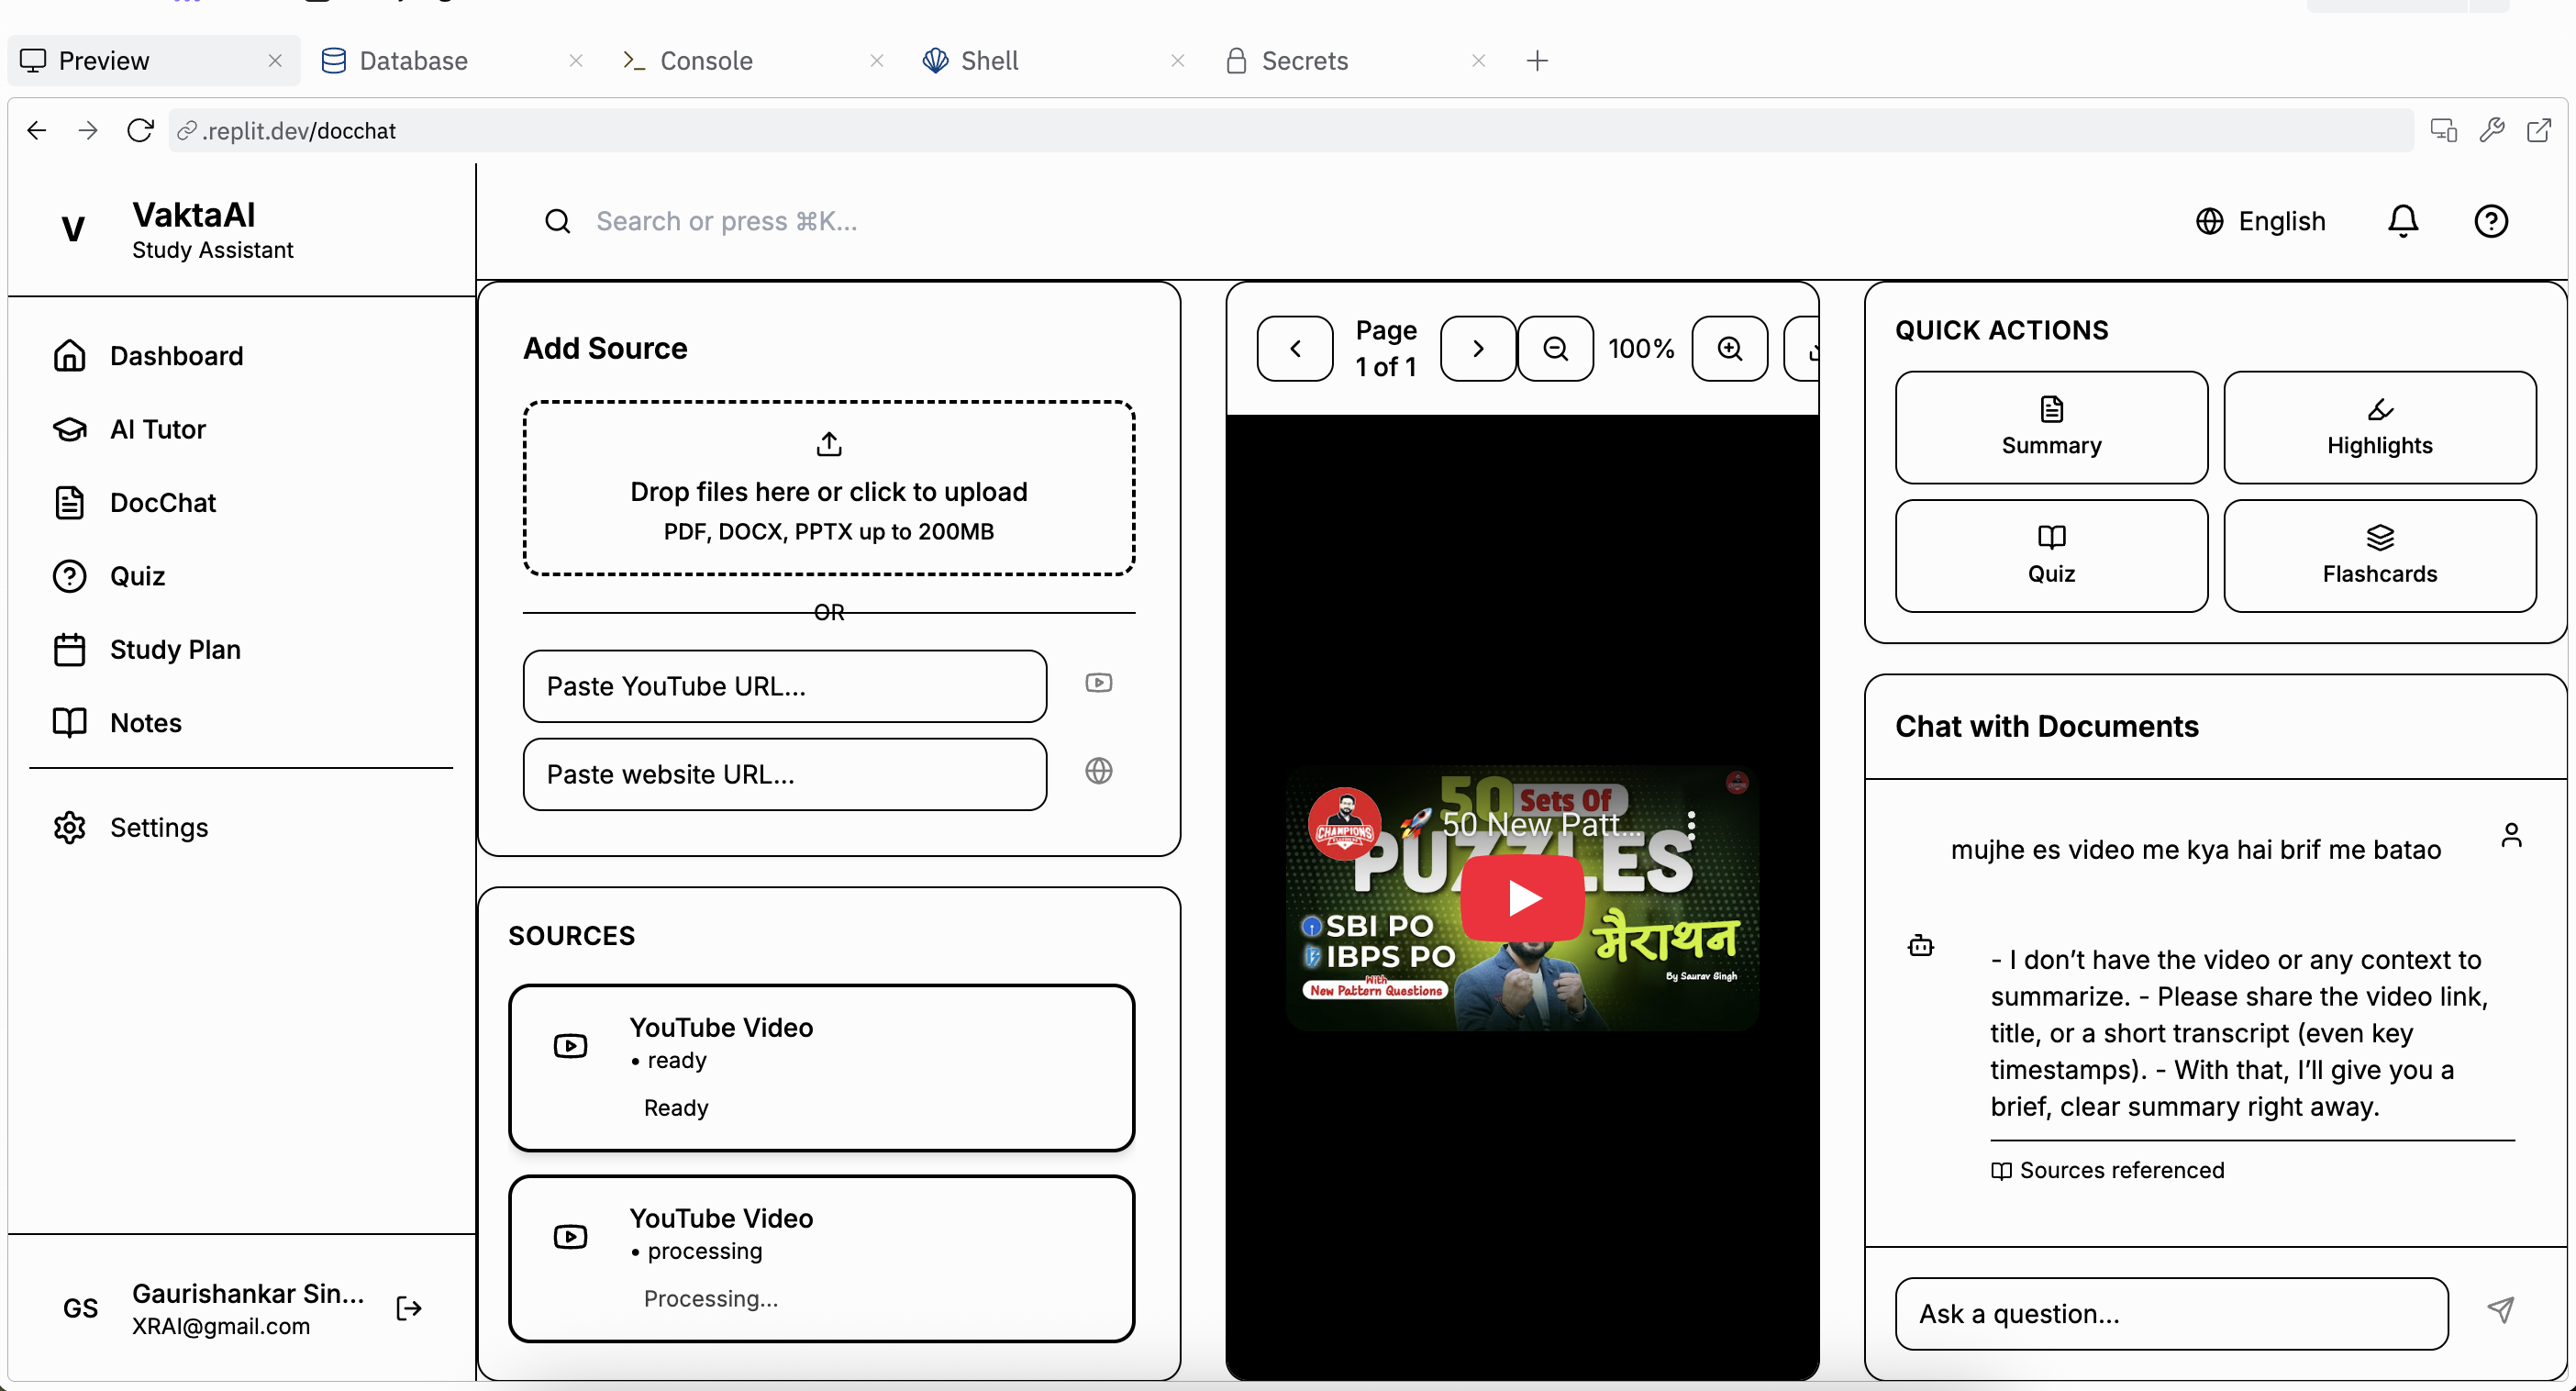 Preview
Database
Console
Shell
Secrets
.replit.dev/docchat
V
VaktaAI
Study Assistant
Search or press ⌘K...
English
Dashboard
AI Tutor
DocChat
Quiz
Study Plan
Notes
Settings
GS
Gaurishankar Sin...
XRAI@gmail.com
Add Source
Drop files here or click to upload
PDF, DOCX, PPTX up to 200MB
OR
Paste YouTube URL...
Paste website URL...
SOURCES
YouTube Video
• ready
Ready
YouTube Video
• processing
Processing...
Page
1 of 1
100%
50 Sets Of
50 New Patt...
PUZZLES
CHAMPIONS
SBI PO
IBPS PO
मैराथन
With
New Pattern Questions
By Saurav Singh
QUICK ACTIONS
Summary
Highlights
Quiz
Flashcards
Chat with Documents
mujhe es video me kya hai brif me batao
- I don’t have the video or any context to
summarize. - Please share the video link,
title, or a short transcript (even key
timestamps). - With that, I’ll give you a
brief, clear summary right away.
Sources referenced
Ask a question...